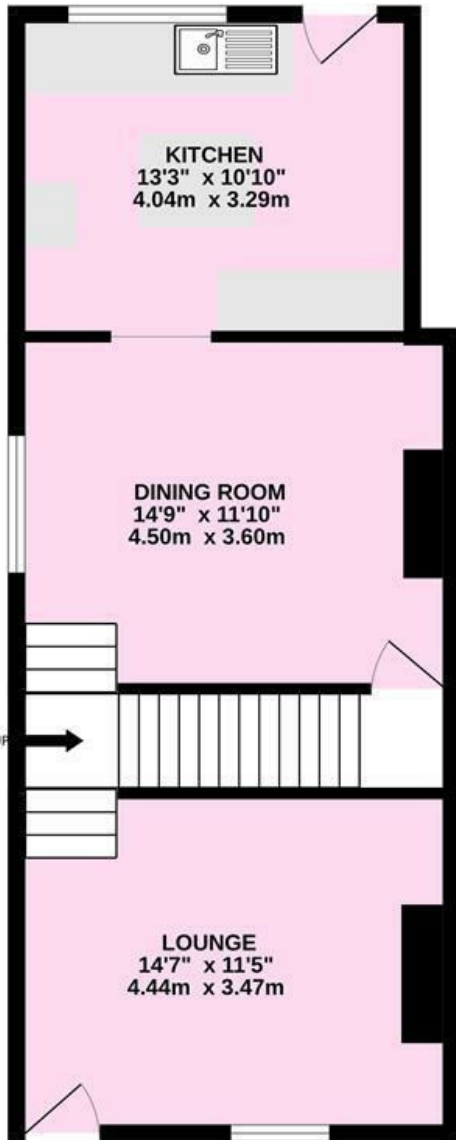 KITCHEN
13'3" x 10'10"
4.04m x 3.29m
DINING ROOM
14'9" x 11'10"
4.50m x 3.60m
LOUNGE
14'7" x 11'5"
4.44m x 3.47m